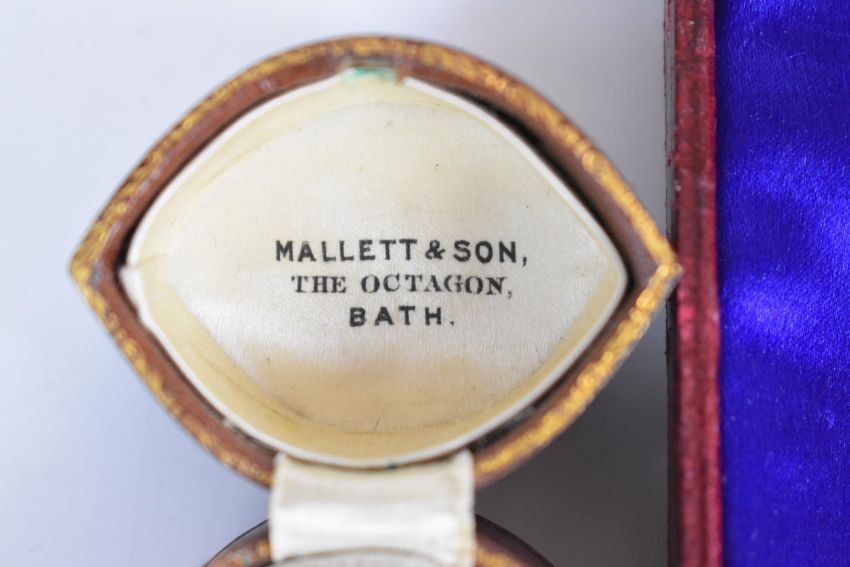 MALLETT & SON,
THE OCTAGON,
BATH.